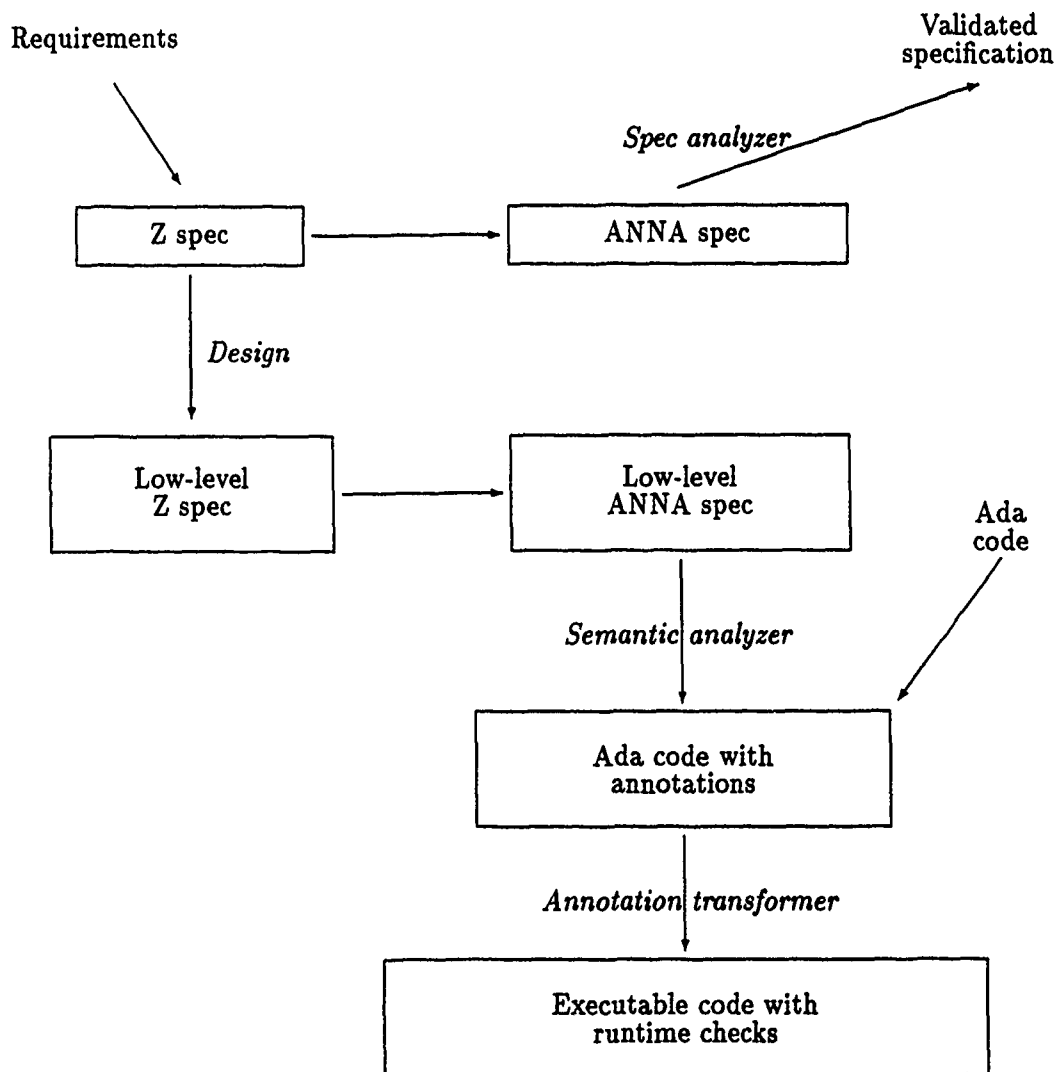 Requirements
Validated
specification
Spec analyzer
Z spec
ANNA spec
Design
Low-level
Z spec
Low-level
ANNA spec
Ada
code
Semantic analyzer
Ada code with
annotations
Annotation transformer
Executable code with
runtime checks